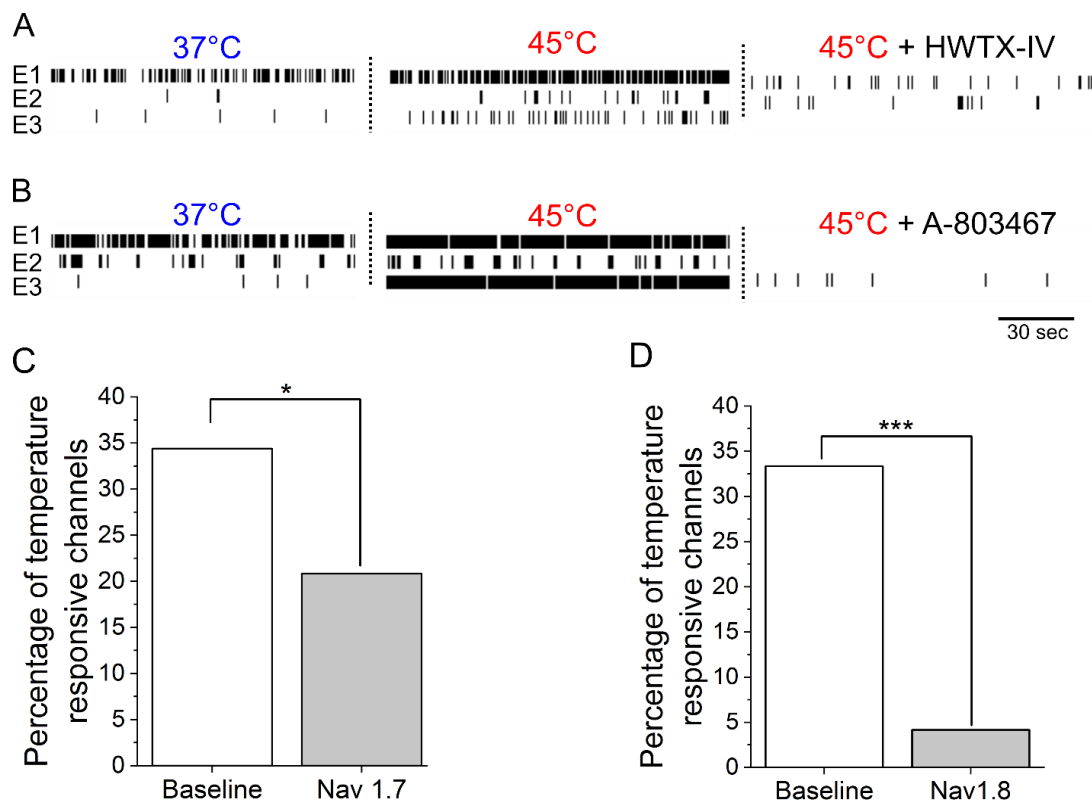 A
37°C
45°C
45°C + HWTX-IV
E1
E2
E3
B
37°C
45°C
45°C + A-803467
E1
E2
E3
30 sec
C
Percentage of temperature
responsive channels
40
35
30
25
20
15
10
5
0
*
Baseline
Nav 1.7
D
Percentage of temperature
responsive channels
40
35
30
25
20
15
10
5
0
***
Baseline
Nav1.8